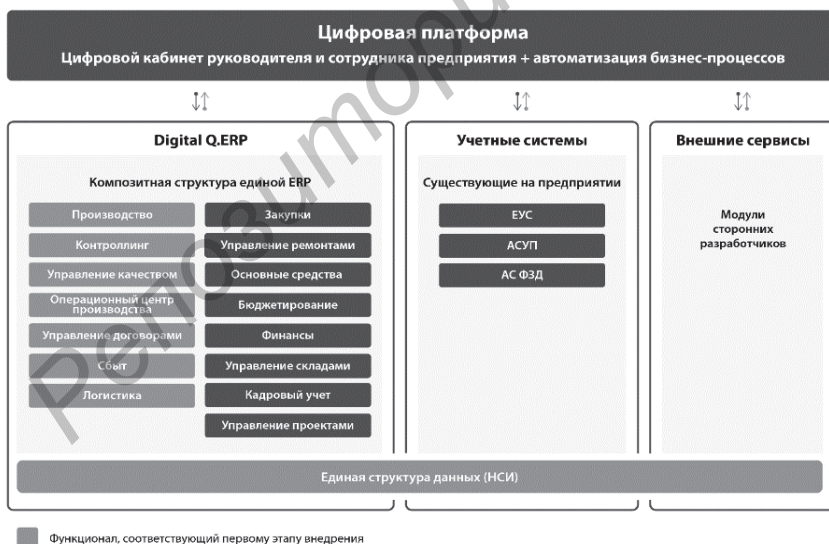 Цифровая платформа
Цифровой кабинет руководителя и сотрудника предприятия + автоматизация бизнес-процессов
Digital Q.ERP
Композитная структура единой ERP
Производство
Контроллинг
Управление качеством
Операционный центр
производства
Управление договорами
Сбыт
Логистика
Закупки
Управление ремонтами
Основные средства
Бюджетирование
Финансы
Управление складами
Кадровый учет
Управление проектами
Учетные системы
Существующие на предприятии
ЕУС
АСУП
АС ФЗД
Внешние сервисы
Модули
сторонних
разработчиков
Единая структура данных (НСИ)
Функционал, соответствующий первому этапу внедрения
Репозитори